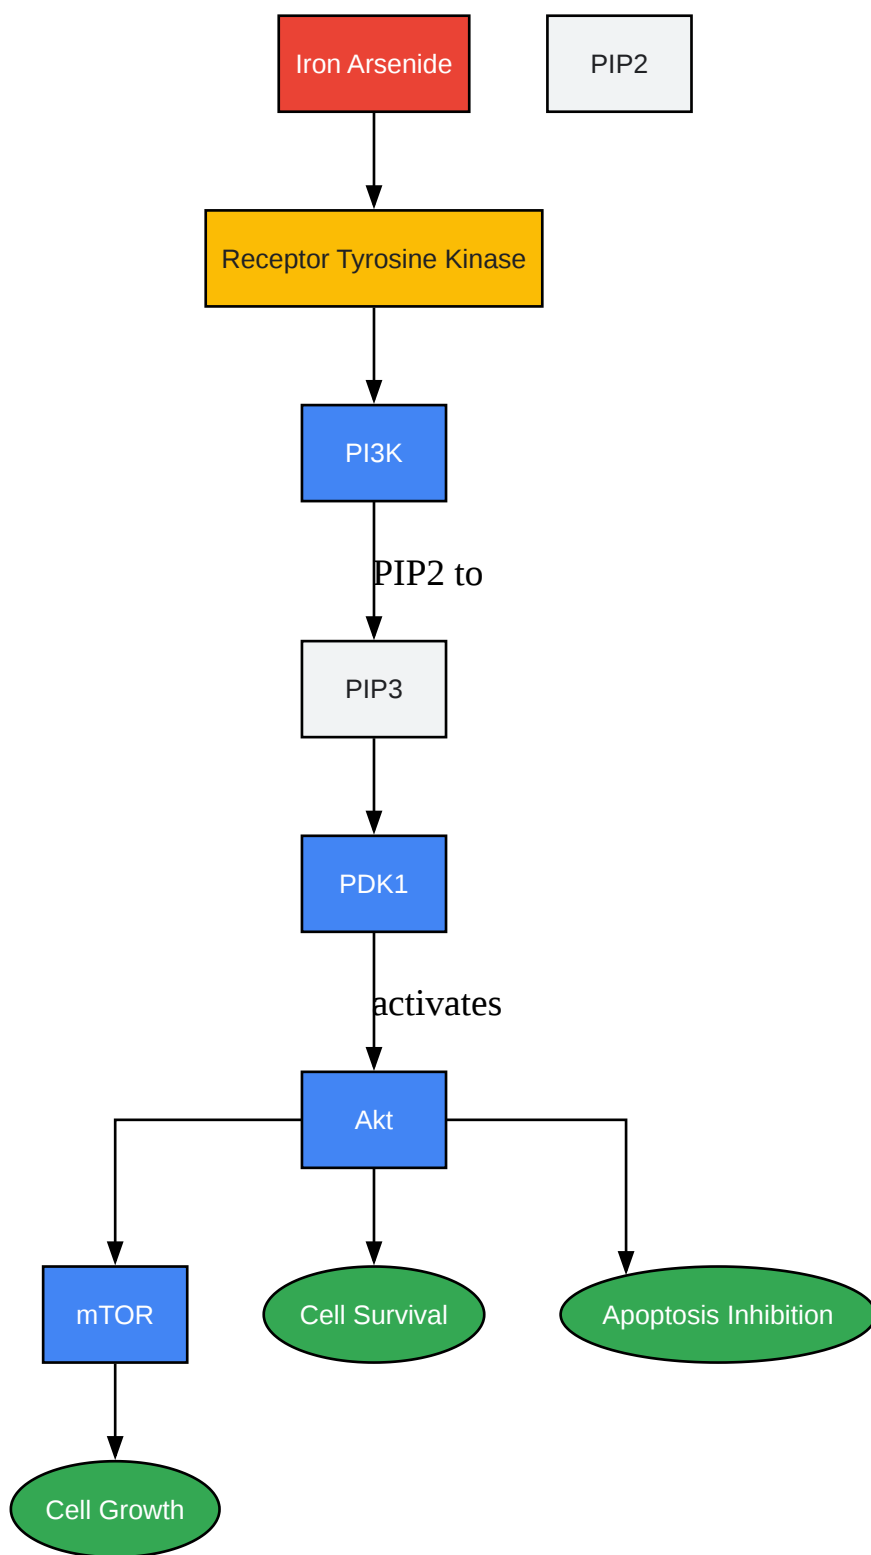 Iron Arsenide
PIP2
Receptor Tyrosine Kinase
PI3K
PIP2 to
PIP3
PDK1
activates
Akt
mTOR
Cell Survival
Apoptosis Inhibition
Cell Growth